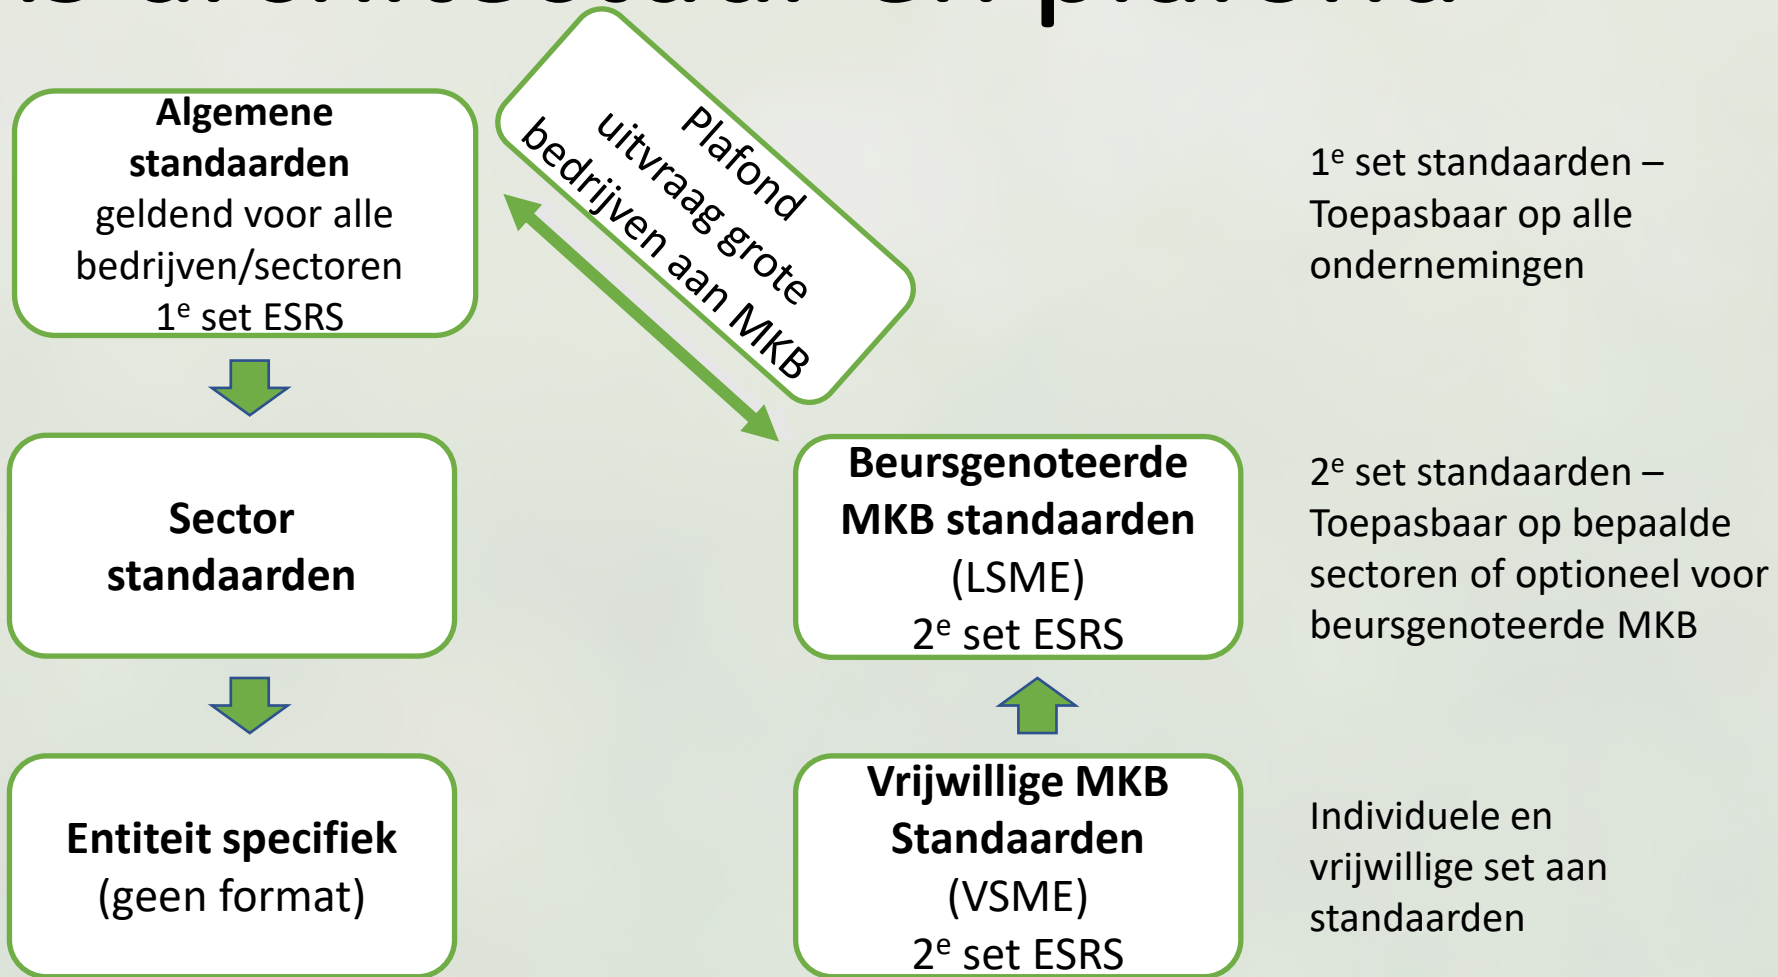 architectuur en plafond
Algemene
standaarden
geldend voor alle
bedrijven/sectoren
1e set ESRS
Plafond
uitvraag grote
bedrijven aan MKB
1e set standaarden –
Toepasbaar op alle
ondernemingen
Sector
standaarden
Beursgenoteerde
MKB standaarden
(LSME)
2e set ESRS
2e set standaarden –
Toepasbaar op bepaalde
sectoren of optioneel voor
beursgenoteerde MKB
Entiteit specifiek
(geen format)
Vrijwillige MKB
Standaarden
(VSME)
2e set ESRS
Individuele en
vrijwillige set aan
standaarden